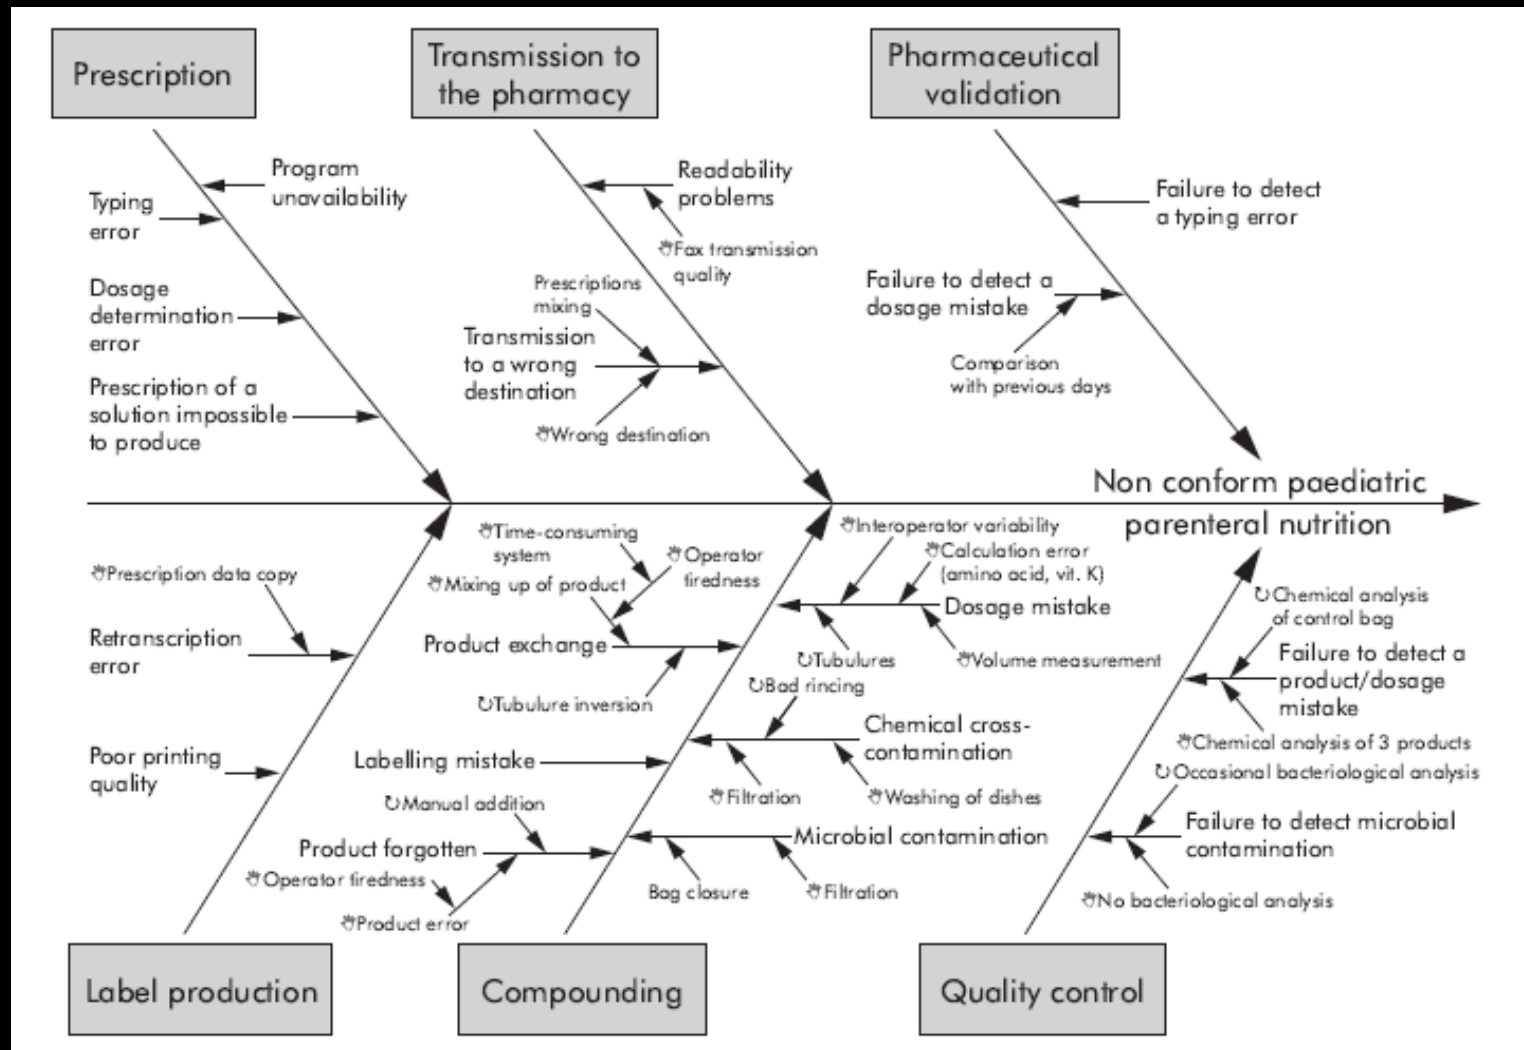 Prescription
Transmission to
the pharmacy
Pharmaceutical
validation
Program
unavailability
Typing
error
Dosage
determination
error
Prescription of a
solution impossible
to produce
Readability
problems
Fax transmission
quality
Prescriptions
mixing
Transmission
to a wrong
destination
Wrong destination
Failure to detect
a typing error
Failure to detect a
dosage mistake
Comparison
with previous days
Non conform paediatric
parenteral nutrition
Prescription data copy
Retranscription
error
Poor printing
quality
Time-consuming
system
Operator
tiredness
Mixing up of product
Product exchange
Tubulure inversion
Labelling mistake
Manual addition
Product forgotten
Operator tiredness
Product error
Interoperator variability
Calculation error
(amino acid, vit. K)
Dosage mistake
Tubulures
Volume measurement
Bad rincing
Chemical cross-
contamination
Filtration
Washing of dishes
Microbial contamination
Bag closure
Filtration
Chemical analysis
of control bag
Failure to detect a
product/dosage
mistake
Chemical analysis of 3 products
Occasional bacteriological analysis
Failure to detect microbial
contamination
No bacteriological analysis
Label production
Compounding
Quality control